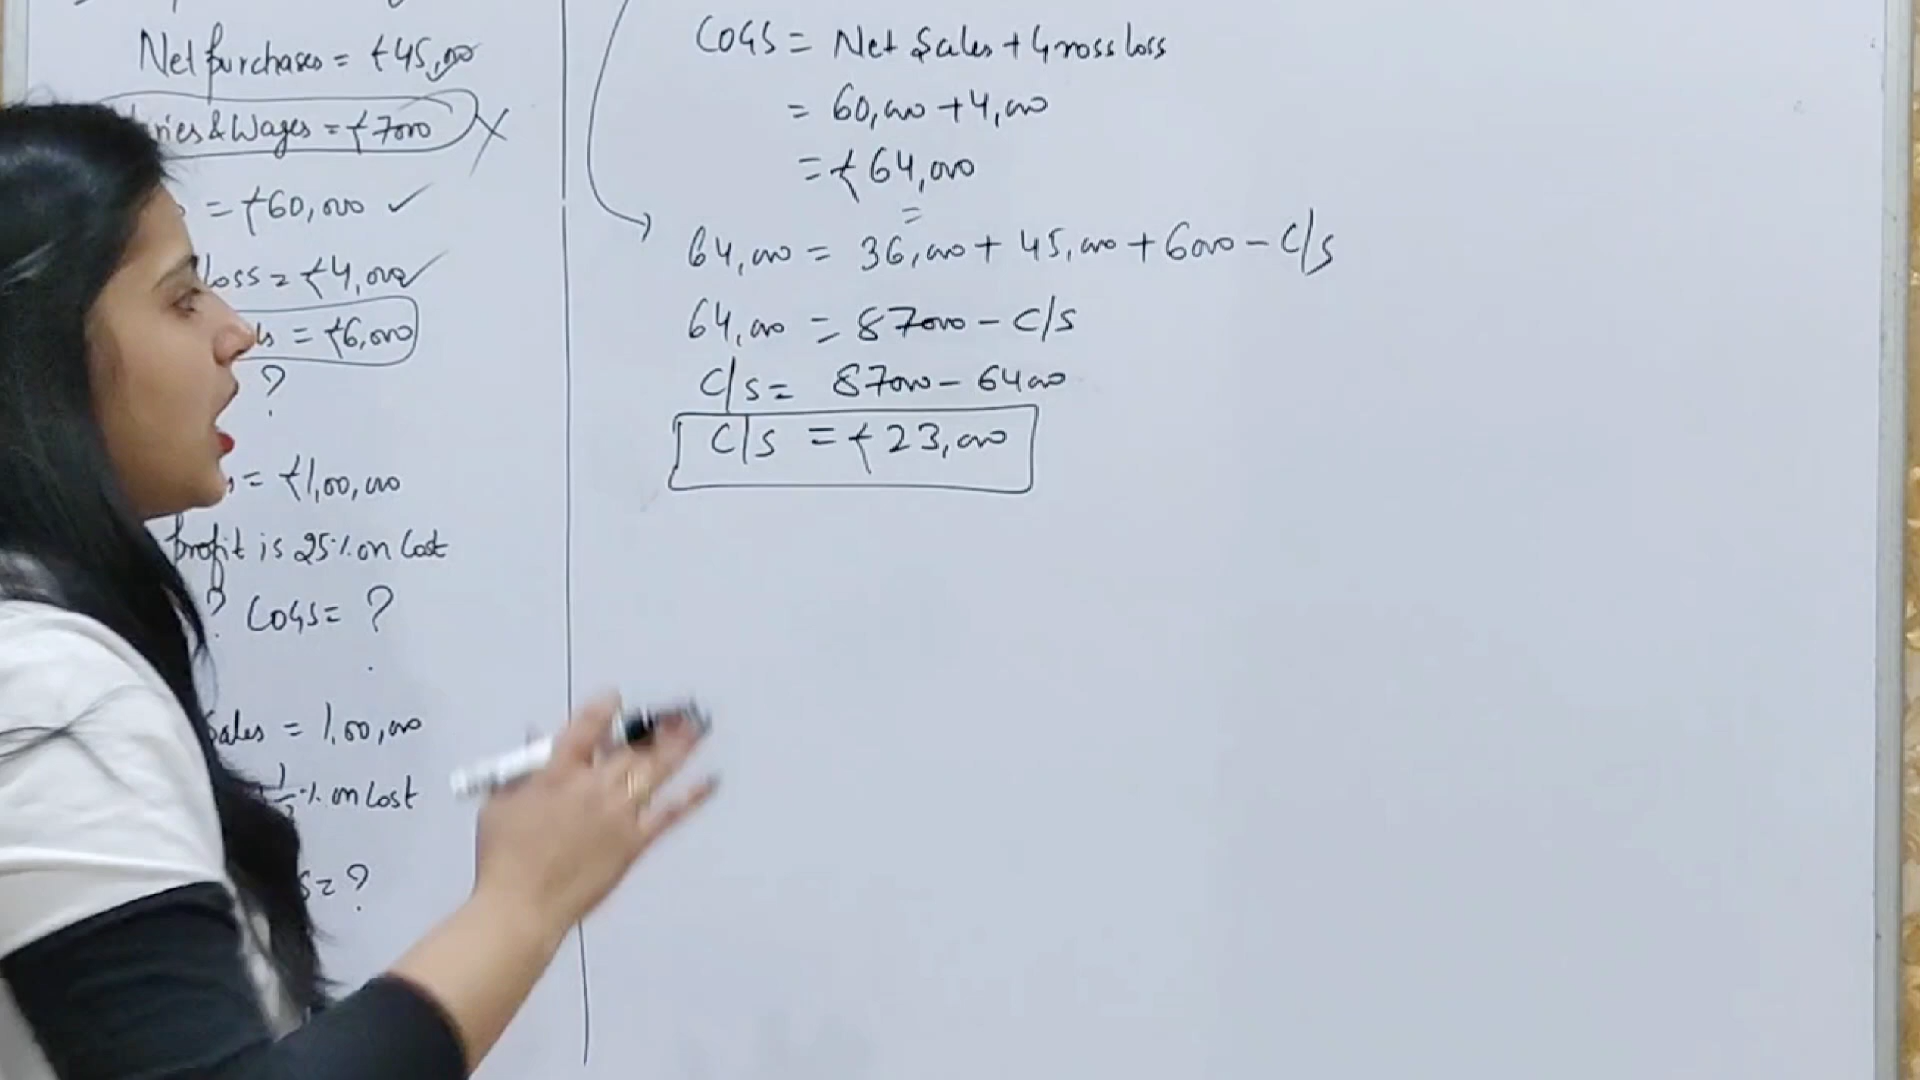 Net purchases = ₹45,000
ries & Wages = ₹7000
= ₹60,000 ✓
loss = ₹4,000 ✓
= ₹6,000
?
= ₹1,00,000
profit is 25% on Cost
? COGS = ?
Sales = 1,00,000
% on Cost
S = ?
COGS = Net Sales + Gross loss
= 60,000 + 4,000
= ₹64,000
64,000 = 36,000 + 45,000 + 6000 - C/S
64,000 = 87000 - C/S
C/S = 87000 - 64000
C/S = ₹23,000